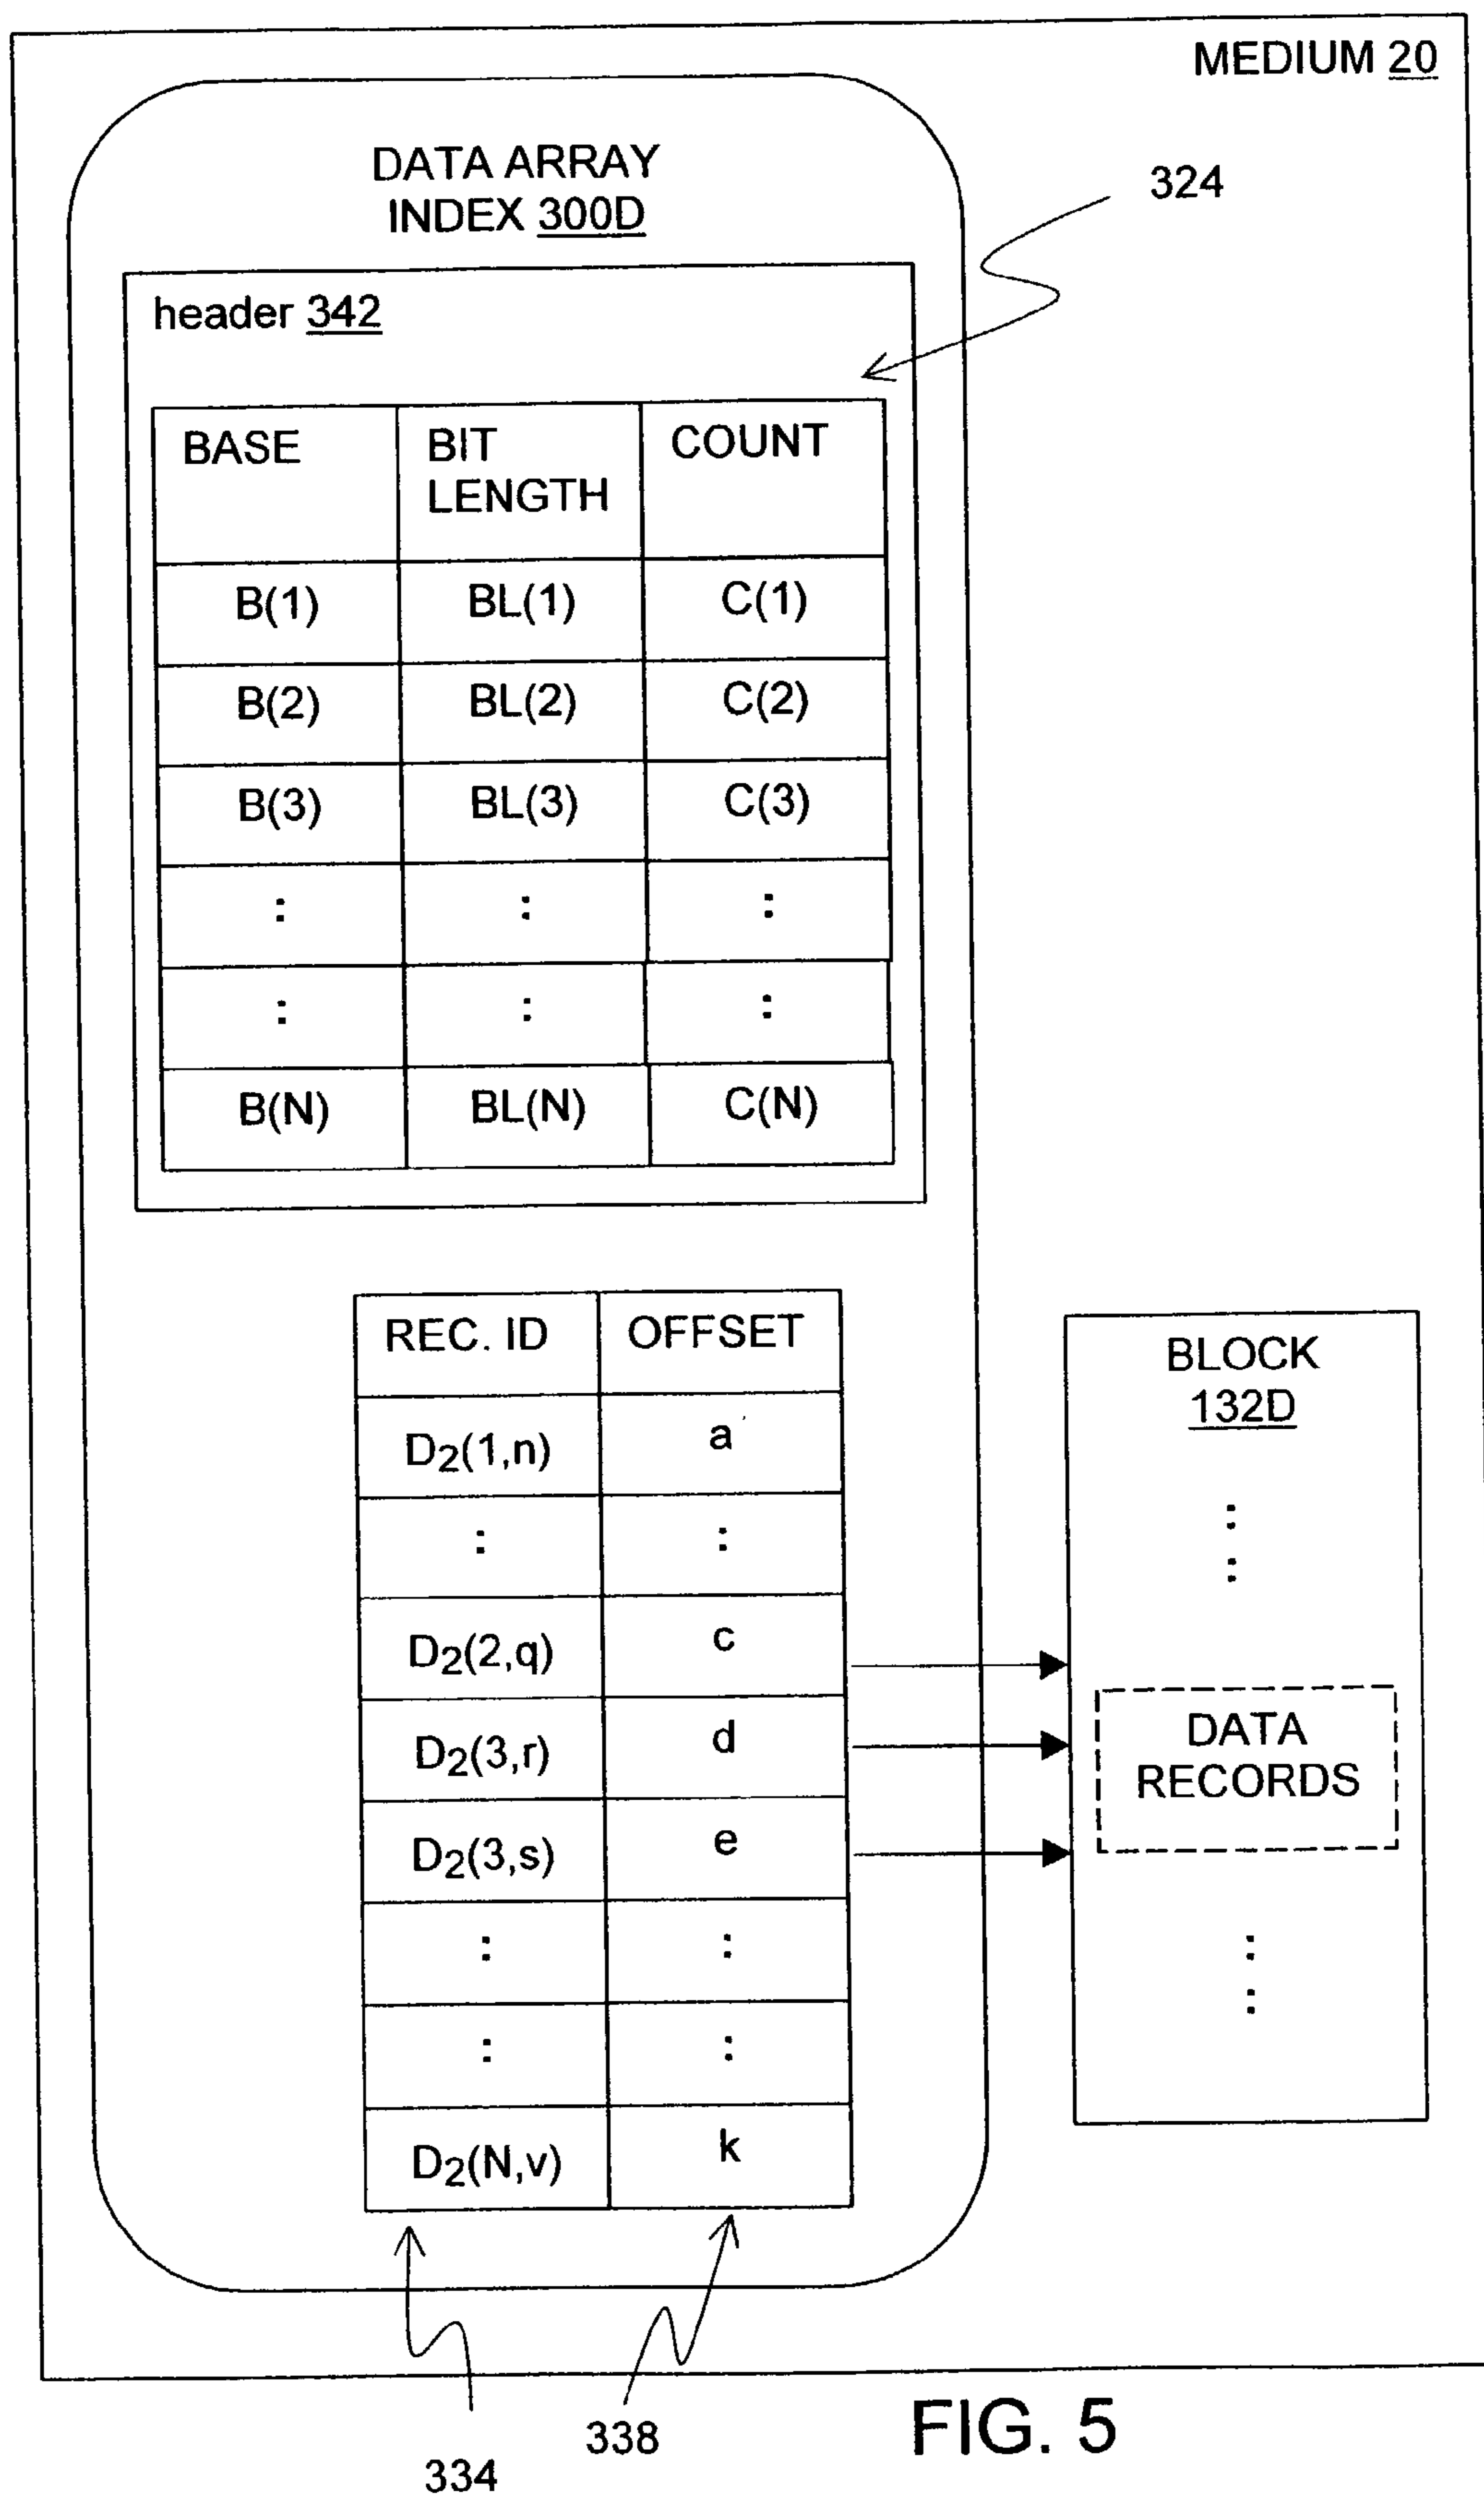 MEDIUM 20
DATA ARRAY
INDEX 300D
324
header 342
BASE BIT LENGTH COUNT
B(1) BL(1) C(1)
B(2) BL(2) C(2)
B(3) BL(3) C(3)
: : :
: : :
B(N) BL(N) C(N)
REC. ID OFFSET
D2(1,n) a
: :
D2(2,q) c
D2(3,r) d
D2(3,s) e
: :
: :
D2(N,v) k
BLOCK
132D
:
:
DATA
RECORDS
:
:
334
338
FIG. 5